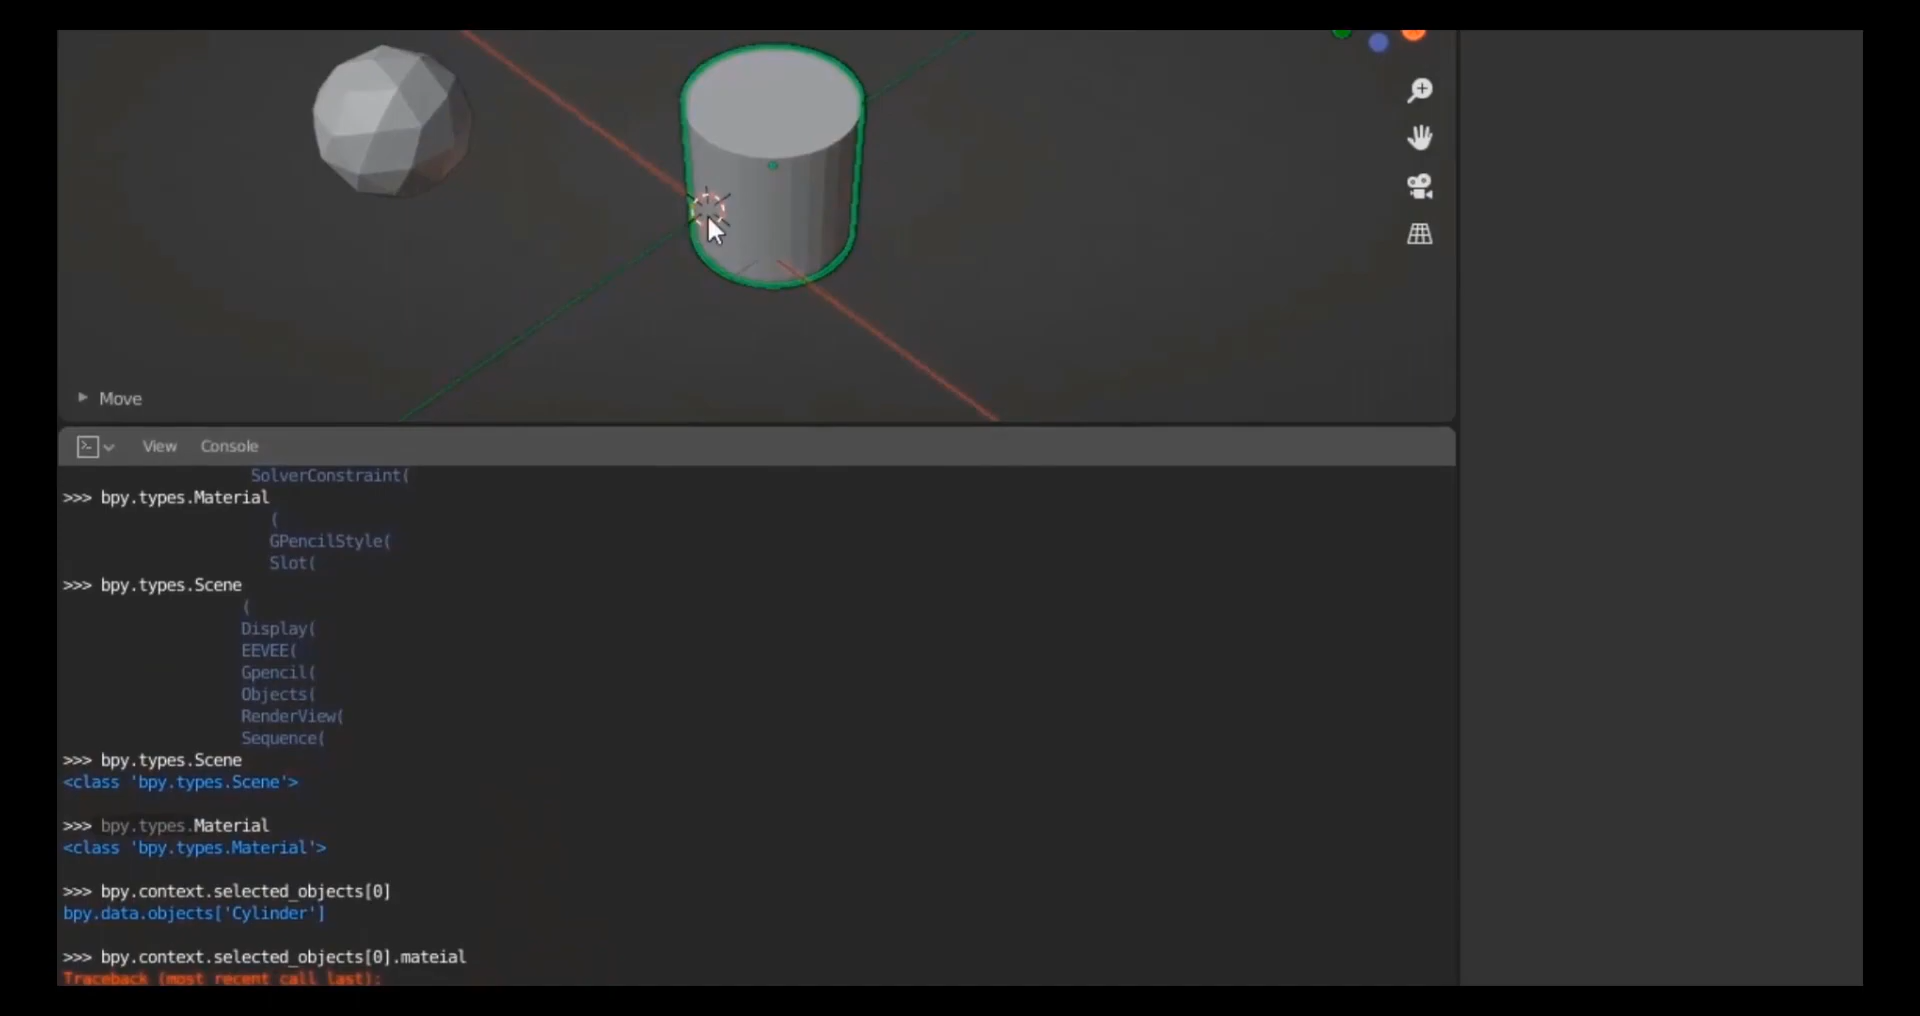 Move
View Console
SolverConstraint(
>>> bpy.types.Material
(
GPencilStyle(
Slot(
>>> bpy.types.Scene
(
Display(
EEVEE(
Gpencil(
Objects(
RenderView(
Sequence(
>>> bpy.types.Scene
<class 'bpy.types.Scene'>
>>> bpy.types.Material
<class 'bpy.types.Material'>
>>> bpy.context.selected_objects[0]
bpy.data.objects['Cylinder']
>>> bpy.context.selected_objects[0].mateial
Traceback (most recent call last):